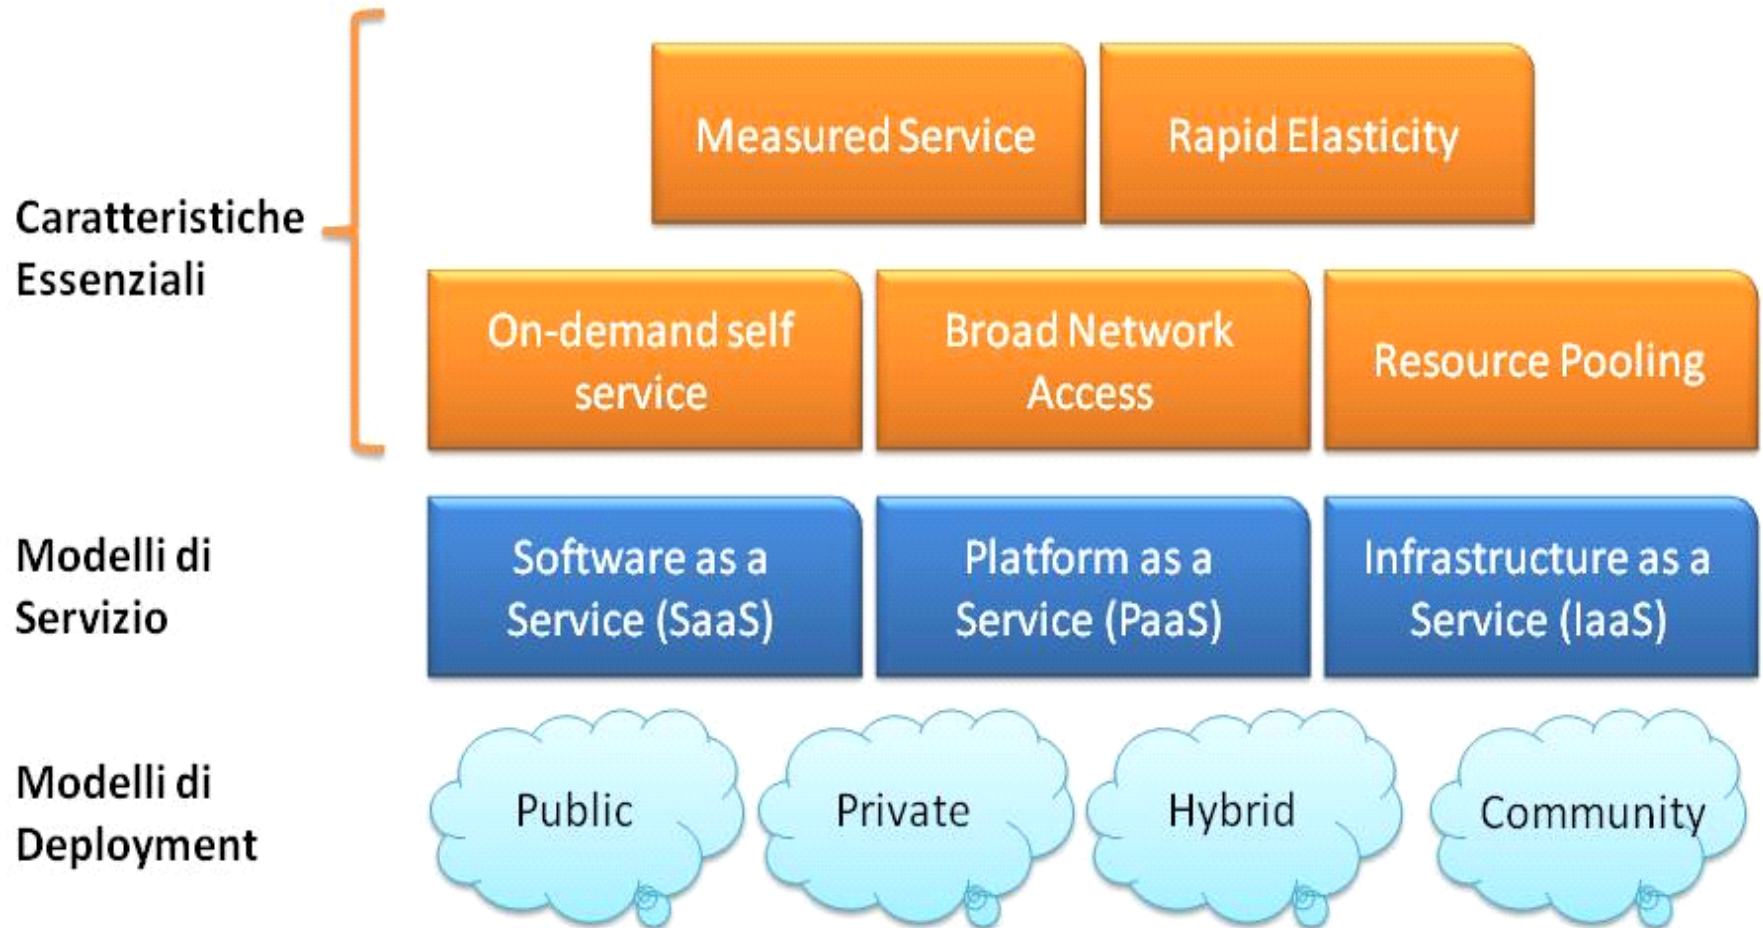 Measured Service
Rapid Elasticity
Caratteristiche
Essenziali
On-demand self
service
Broad Network
Access
Resource Pooling
Modelli di
Servizio
Software as a
Service (SaaS)
Platform as a
Service (PaaS)
Infrastructure as a
Service (IaaS)
Modelli di
Deployment
Public
Private
Hybrid
Community